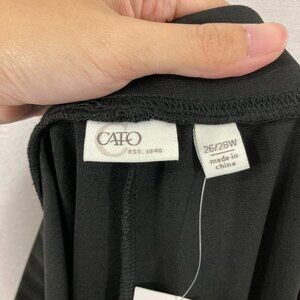 CATO
EST. 1946
26/28W
made in
china